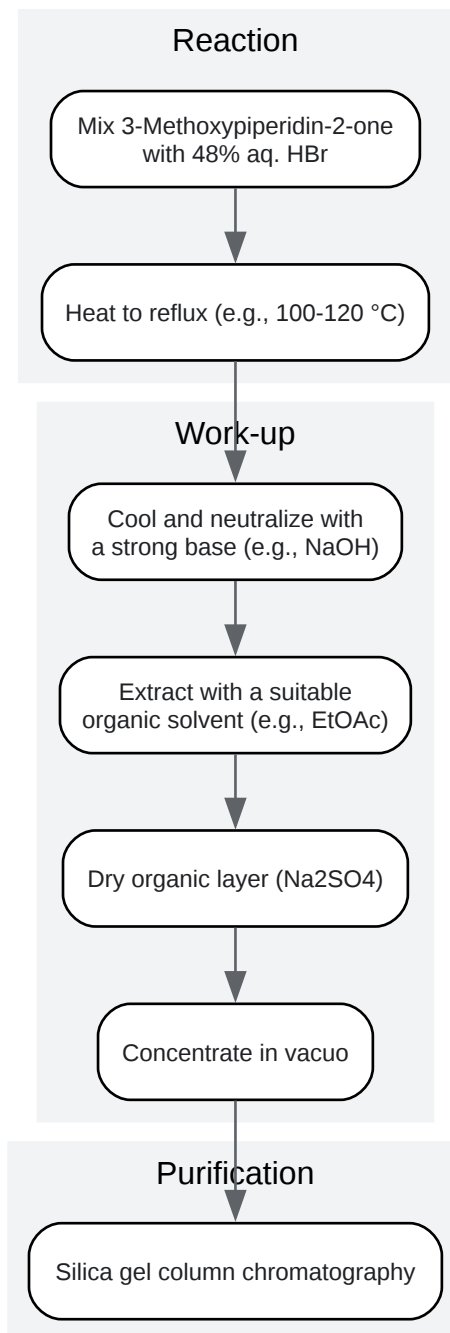 Reaction
Mix 3-Methoxypiperidin-2-one
with 48% aq. HBr
Heat to reflux (e.g., 100-120 °C)
Work-up
Cool and neutralize with
a strong base (e.g., NaOH)
Extract with a suitable
organic solvent (e.g., EtOAc)
Dry organic layer (Na2SO4)
Concentrate in vacuo
Purification
Silica gel column chromatography